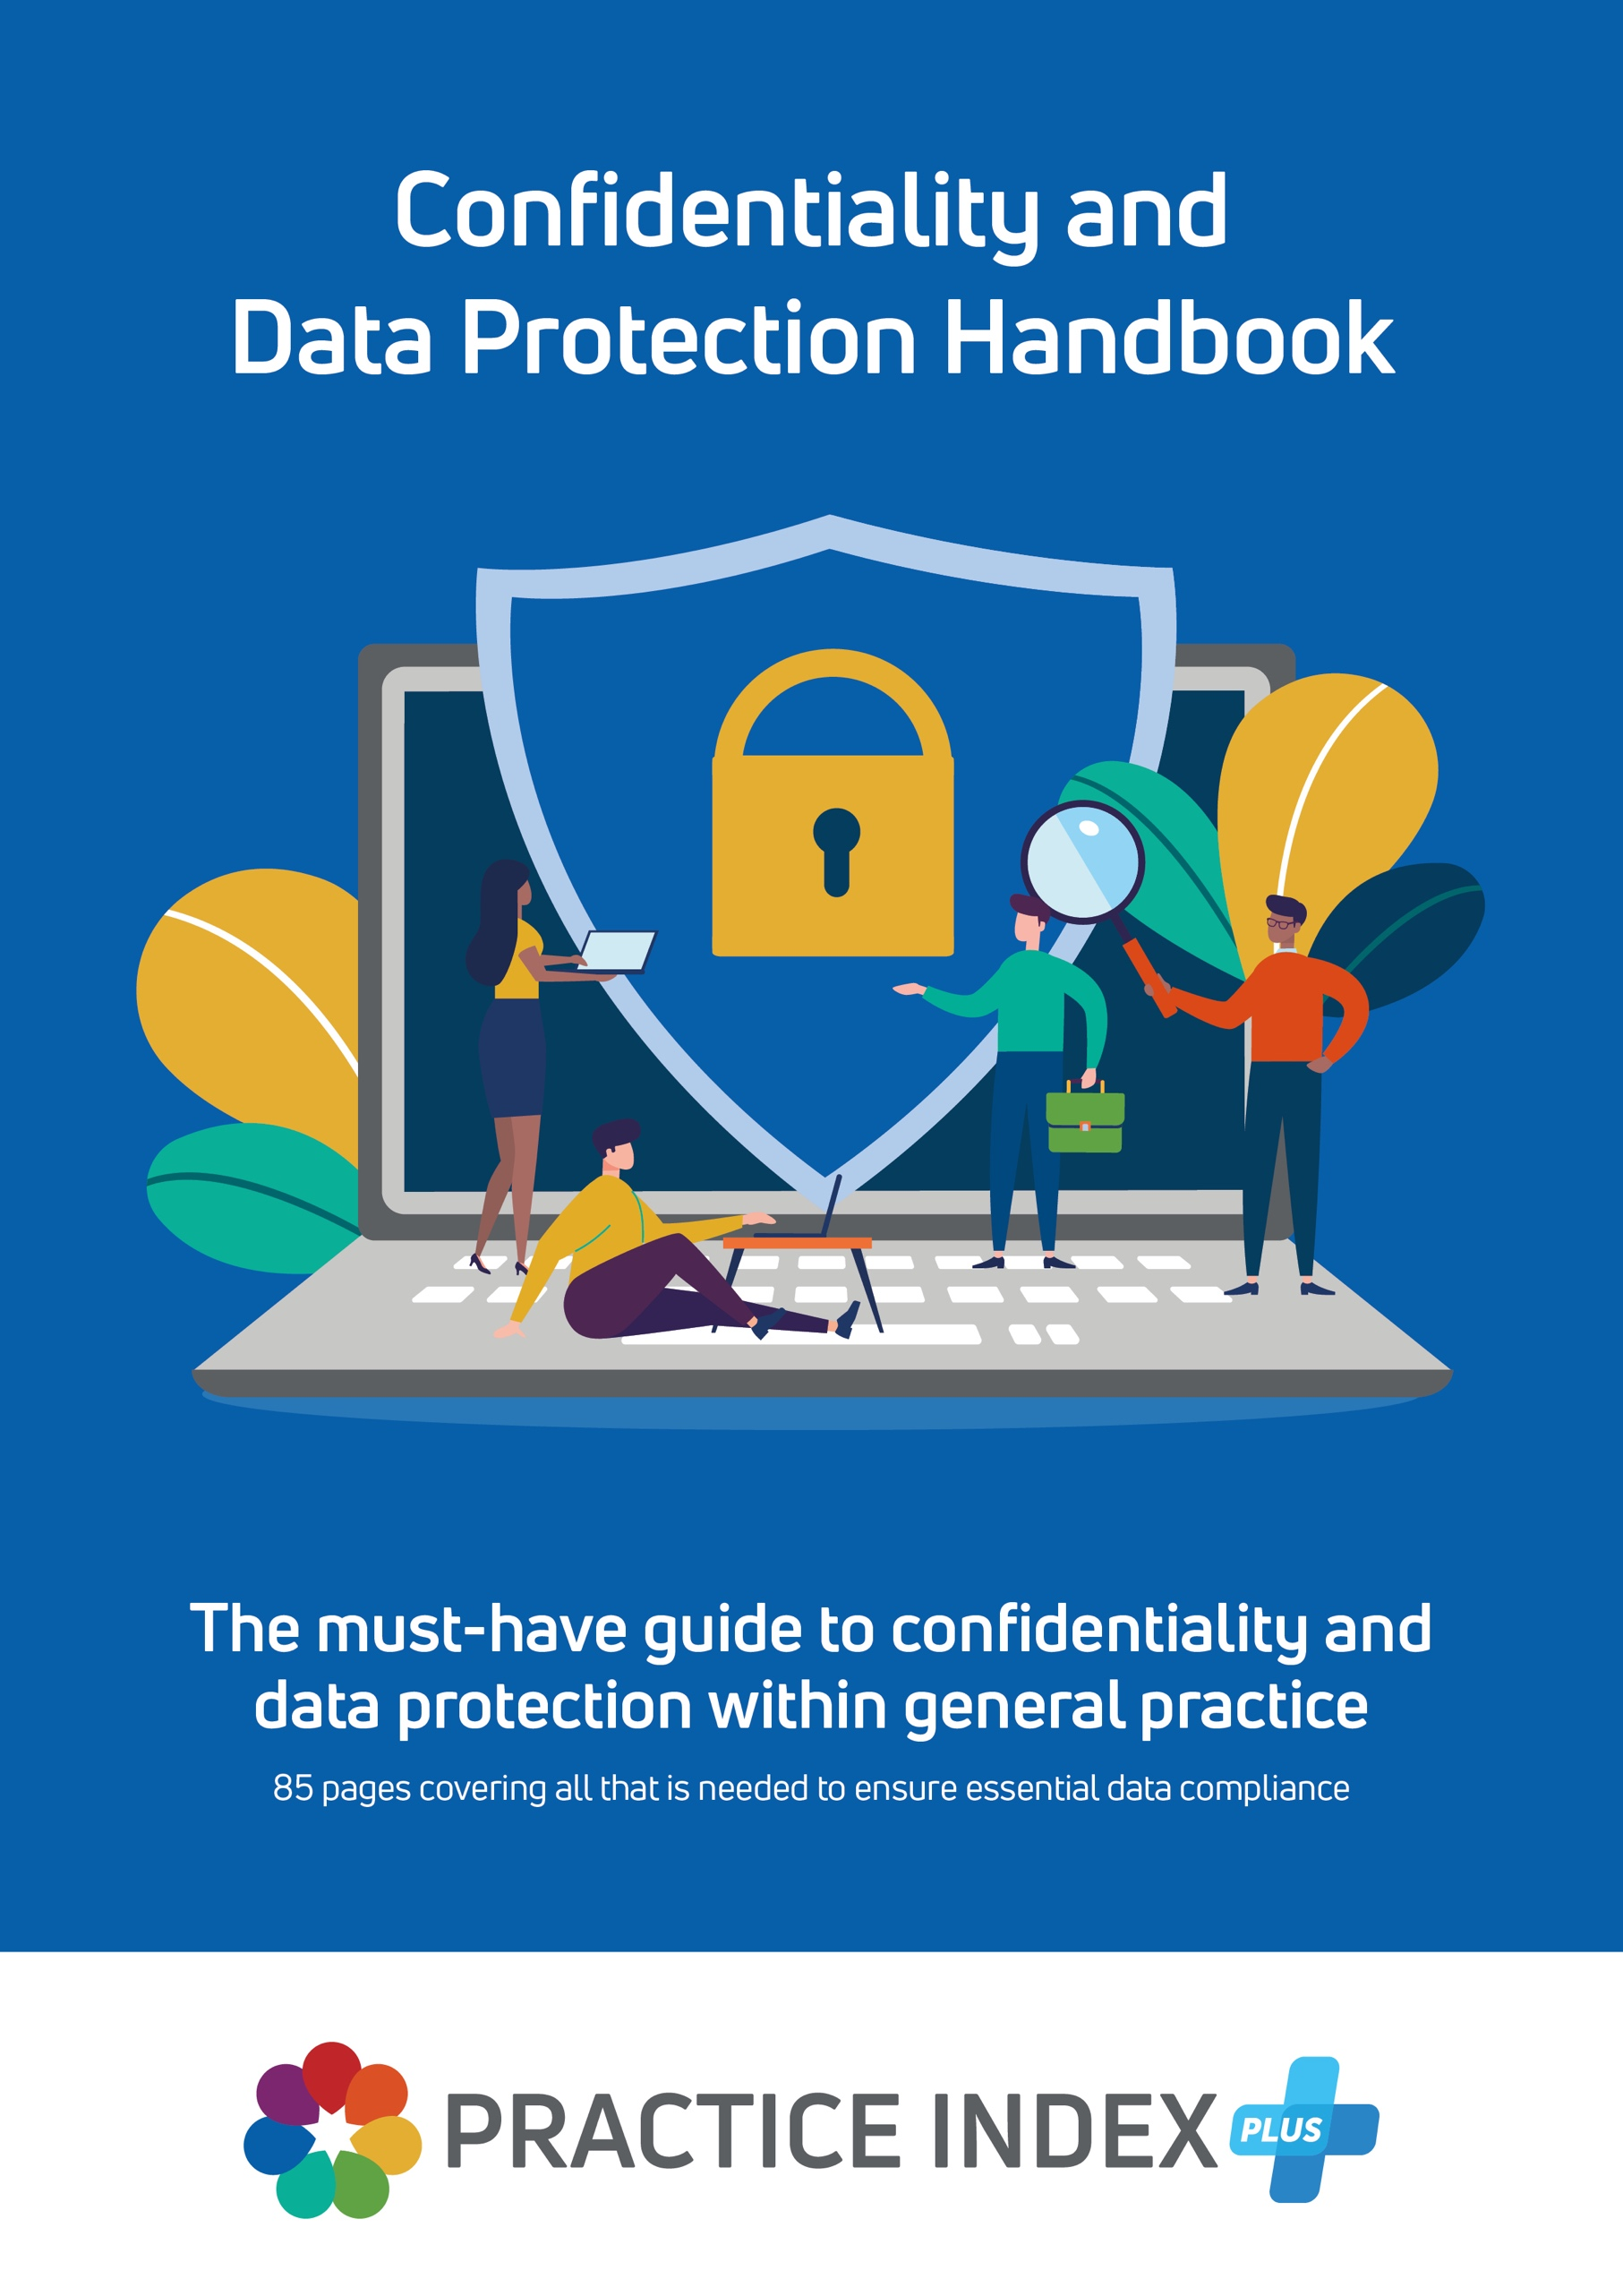 Confidentiality and
Data Protection Handbook
The must-have guide to confidentiality and
data protection within general practice
85 pages covering all that is needed to ensure essential data compliance
PRACTICE INDEX PLUS